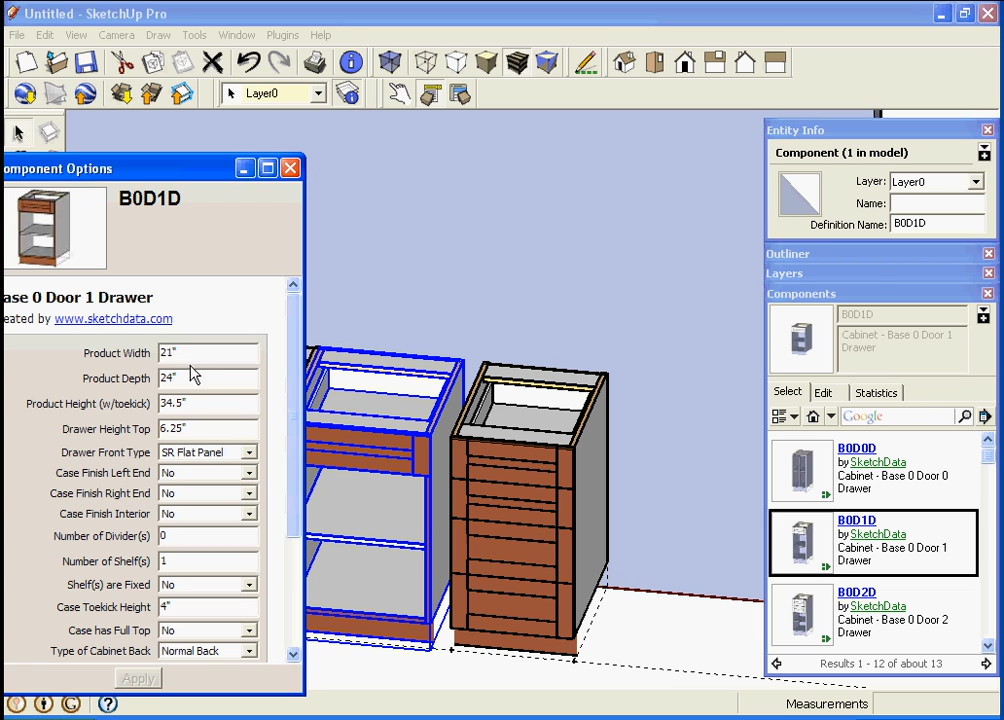 Untitled - SketchUp Pro
File Edit View Camera Draw Tools Window Plugins Help
Layer0
omponent Options
B0D1D
ase 0 Door 1 Drawer
eated by www.sketchdata.com
Product Width 21"
Product Depth 24"
Product Height (w/toekick) 34.5"
Drawer Height Top 6.25"
Drawer Front Type SR Flat Panel
Case Finish Left End No
Case Finish Right End No
Case Finish Interior No
Number of Divider(s) 0
Number of Shelf(s) 1
Shelf(s) are Fixed No
Case Toekick Height 4"
Case has Full Top No
Type of Cabinet Back Normal Back
Apply
Entity Info
Component (1 in model)
Layer: Layer0
Name:
Definition Name: B0D1D
Outliner
Layers
Components
B0D1D
Cabinet - Base 0 Door 1
Drawer
Select Edit Statistics
Google
B0D0D
by SketchData
Cabinet - Base 0 Door 0
Drawer
B0D1D
by SketchData
Cabinet - Base 0 Door 1
Drawer
B0D2D
by SketchData
Cabinet - Base 0 Door 2
Drawer
Results 1 - 12 of about 13
Measurements